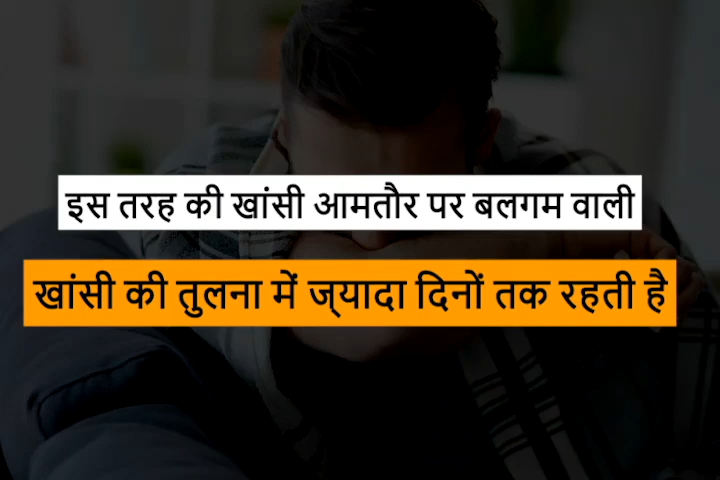 इस तरह की खांसी आमतौर पर बलगम वाली
खांसी की तुलना में ज्यादा दिनों तक रहती है